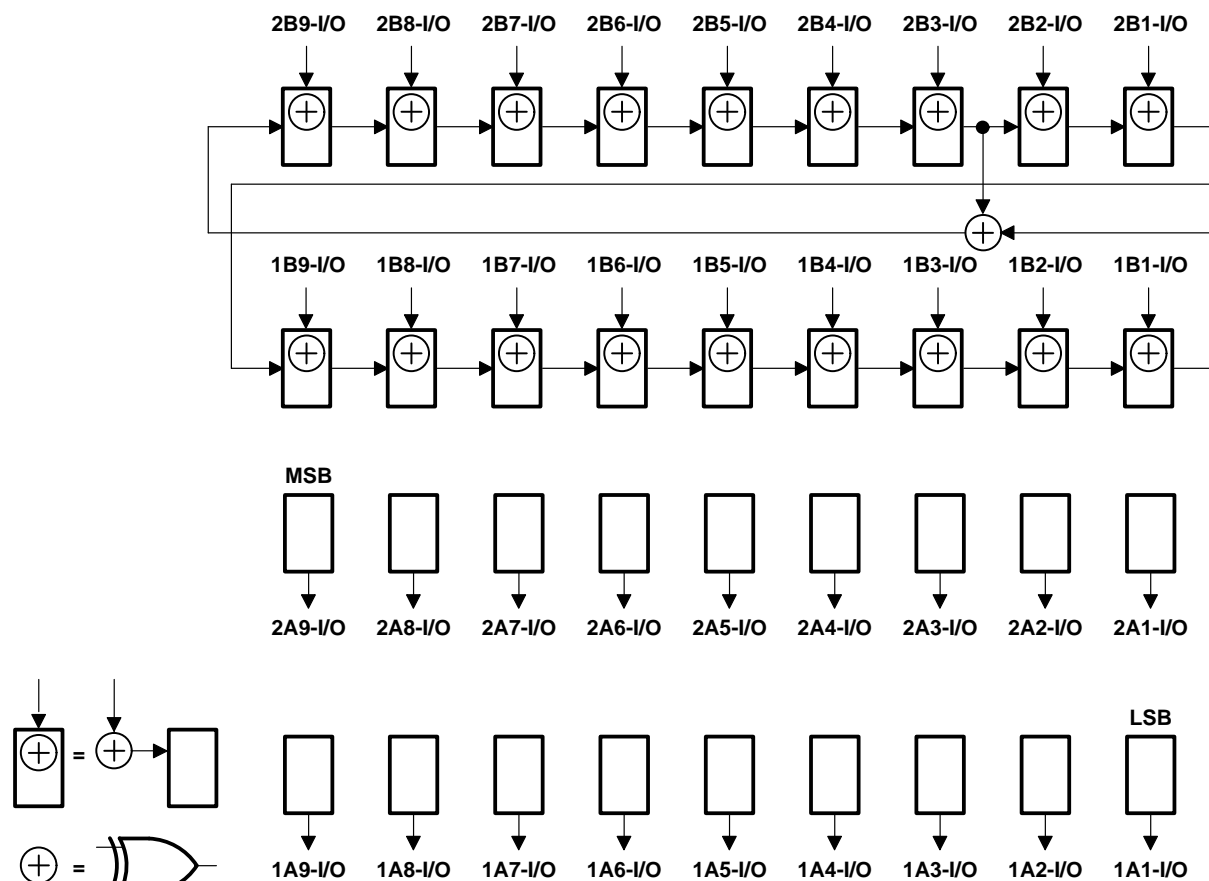 2B9-I/O 2B8-I/O 2B7-I/O 2B6-I/O 2B5-I/O 2B4-I/O 2B3-I/O 2B2-I/O 2B1-I/O
1B9-I/O 1B8-I/O 1B7-I/O 1B6-I/O 1B5-I/O 1B4-I/O 1B3-I/O 1B2-I/O 1B1-I/O
MSB
2A9-I/O 2A8-I/O 2A7-I/O 2A6-I/O 2A5-I/O 2A4-I/O 2A3-I/O 2A2-I/O 2A1-I/O
LSB
=
=
1A9-I/O 1A8-I/O 1A7-I/O 1A6-I/O 1A5-I/O 1A4-I/O 1A3-I/O 1A2-I/O 1A1-I/O